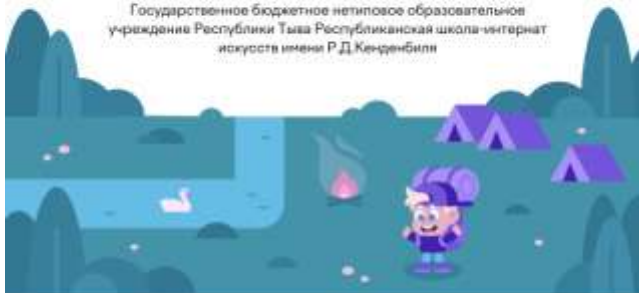 Государственное бюджетное нетиповое образовательное
учреждение Республики Тыва Республиканская школа-интернат
искусств имени Р.Д.Кенденбиля